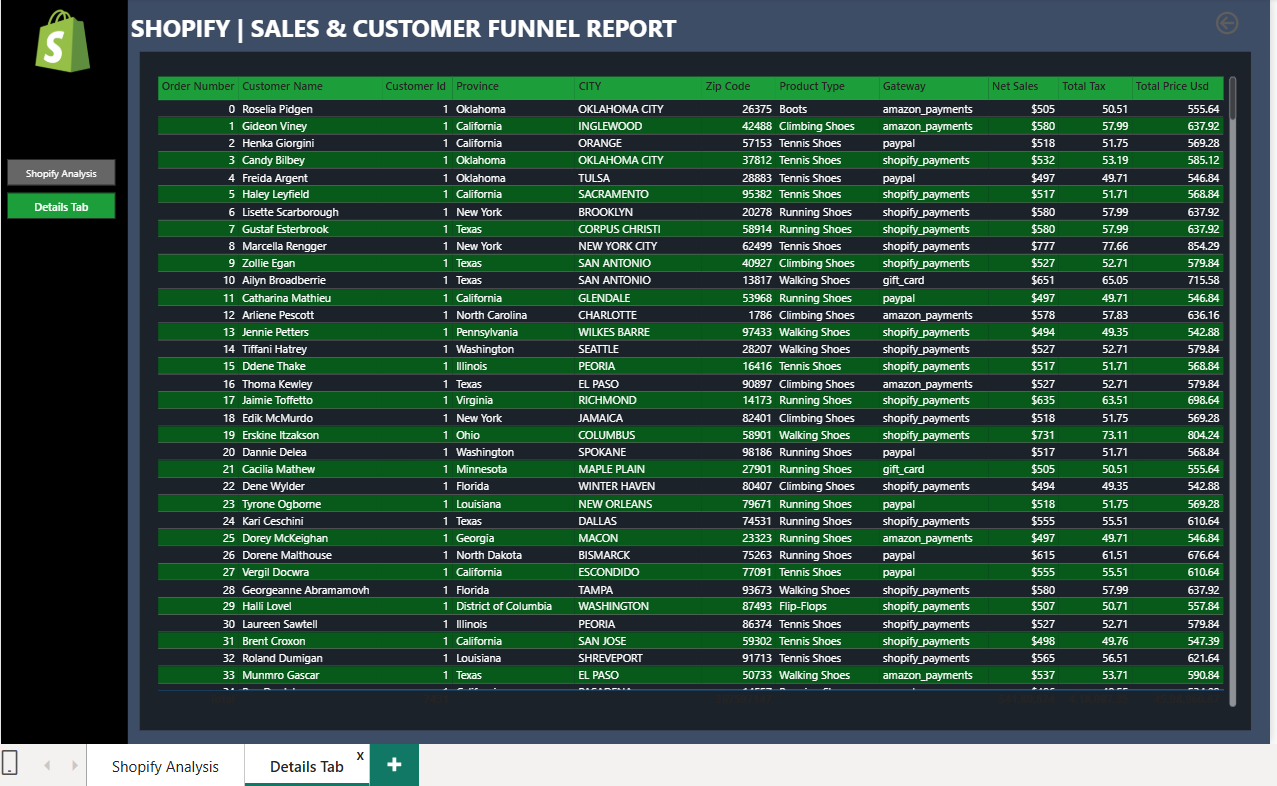 SHOPIFY | SALES & CUSTOMER FUNNEL REPORT
Shopify Analysis
Details Tab
Order Number Customer Name Customer Id Province CITY Zip Code Product Type Gateway Net Sales Total Tax Total Price Usd
0 Roselia Pidgen 1 Oklahoma OKLAHOMA CITY 26375 Boots amazon_payments $505 50.51 555.64
1 Gideon Viney 1 California INGLEWOOD 42488 Climbing Shoes amazon_payments $580 57.99 637.92
2 Henka Giorgini 1 California ORANGE 57153 Tennis Shoes paypal $518 51.75 569.28
3 Candy Bilbey 1 Oklahoma OKLAHOMA CITY 37812 Tennis Shoes shopify_payments $532 53.19 585.12
4 Freida Argent 1 Oklahoma TULSA 28883 Tennis Shoes paypal $497 49.71 546.84
5 Haley Leyfield 1 California SACRAMENTO 95382 Tennis Shoes shopify_payments $517 51.71 568.84
6 Lisette Scarborough 1 New York BROOKLYN 20278 Running Shoes shopify_payments $580 57.99 637.92
7 Gustaf Esterbrook 1 Texas CORPUS CHRISTI 58914 Running Shoes shopify_payments $580 57.99 637.92
8 Marcella Rengger 1 New York NEW YORK CITY 62499 Tennis Shoes shopify_payments $777 77.66 854.29
9 Zollie Egan 1 Texas SAN ANTONIO 40927 Climbing Shoes shopify_payments $527 52.71 579.84
10 Ailyn Broadberrie 1 Texas SAN ANTONIO 13817 Walking Shoes gift_card $651 65.05 715.58
11 Catharina Mathieu 1 California GLENDALE 53968 Running Shoes paypal $497 49.71 546.84
12 Arliene Pescott 1 North Carolina CHARLOTTE 1786 Climbing Shoes amazon_payments $578 57.83 636.16
13 Jennie Petters 1 Pennsylvania WILKES BARRE 97433 Walking Shoes shopify_payments $494 49.35 542.88
14 Tiffani Hatrey 1 Washington SEATTLE 28207 Walking Shoes shopify_payments $527 52.71 579.84
15 Ddene Thake 1 Illinois PEORIA 16416 Tennis Shoes shopify_payments $517 51.71 568.84
16 Thoma Kewley 1 Texas EL PASO 90897 Climbing Shoes amazon_payments $527 52.71 579.84
17 Jaimie Toffetto 1 Virginia RICHMOND 14173 Running Shoes amazon_payments $635 63.51 698.64
18 Edik McMurdo 1 New York JAMAICA 82401 Climbing Shoes shopify_payments $518 51.75 569.28
19 Erskine Itzakson 1 Ohio COLUMBUS 58901 Walking Shoes shopify_payments $731 73.11 804.24
20 Dannie Delea 1 Washington SPOKANE 98186 Running Shoes paypal $517 51.71 568.84
21 Cacilia Mathew 1 Minnesota MAPLE PLAIN 27901 Running Shoes gift_card $505 50.51 555.64
22 Dene Wylder 1 Florida WINTER HAVEN 80407 Climbing Shoes shopify_payments $494 49.35 542.88
23 Tyrone Ogborne 1 Louisiana NEW ORLEANS 79671 Running Shoes paypal $518 51.75 569.28
24 Kari Ceschini 1 Texas DALLAS 74531 Running Shoes shopify_payments $555 55.51 610.64
25 Dorey McKeighan 1 Georgia MACON 23323 Running Shoes amazon_payments $497 49.71 546.84
26 Dorene Malthouse 1 North Dakota BISMARCK 75263 Running Shoes paypal $615 61.51 676.64
27 Vergil Docwra 1 California ESCONDIDO 77091 Tennis Shoes paypal $555 55.51 610.64
28 Georgeanne Abramamovh 1 Florida TAMPA 93673 Walking Shoes shopify_payments $580 57.99 637.92
29 Halli Lovel 1 District of Columbia WASHINGTON 87493 Flip-Flops shopify_payments $507 50.71 557.84
30 Laureen Sawtell 1 Illinois PEORIA 86374 Tennis Shoes shopify_payments $527 52.71 579.84
31 Brent Croxon 1 California SAN JOSE 59302 Tennis Shoes shopify_payments $498 49.76 547.39
32 Roland Dumigan 1 Louisiana SHREVEPORT 91713 Tennis Shoes shopify_payments $565 56.51 621.64
33 Munmro Gascar 1 Texas EL PASO 50733 Walking Shoes amazon_payments $537 53.71 590.84
Shopify Analysis
Details Tab X +